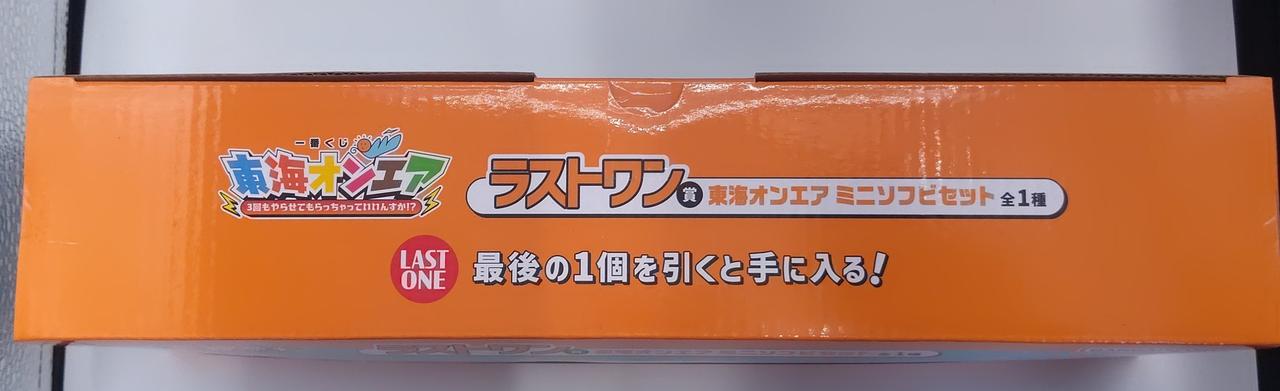 一番くじ
東海オンエア
3回もやらせてもらっちゃっていいんすか!?
ラストワン賞 東海オンエア ミニソフビセット 全1種
LAST
ONE
最後の1個を引くと手に入る!